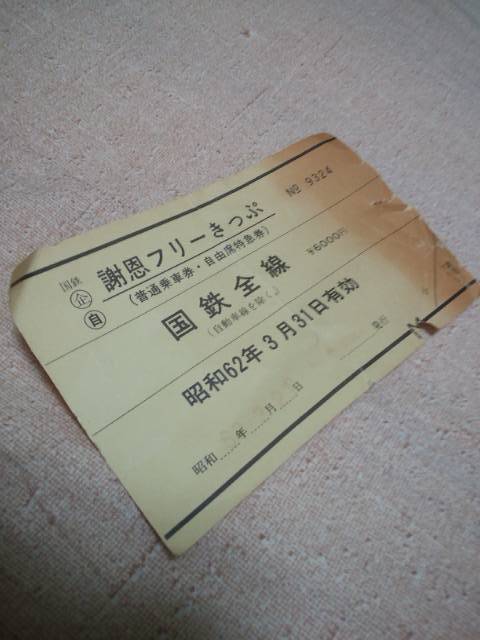 国鉄
企
自
謝恩フリーきっぷ
(普通乗車券・自由席特急券)
№ 9324
国鉄全線
(自動車線を除く。)
¥6000円
昭和62年3月31日有効
昭和 年 月 日 発行